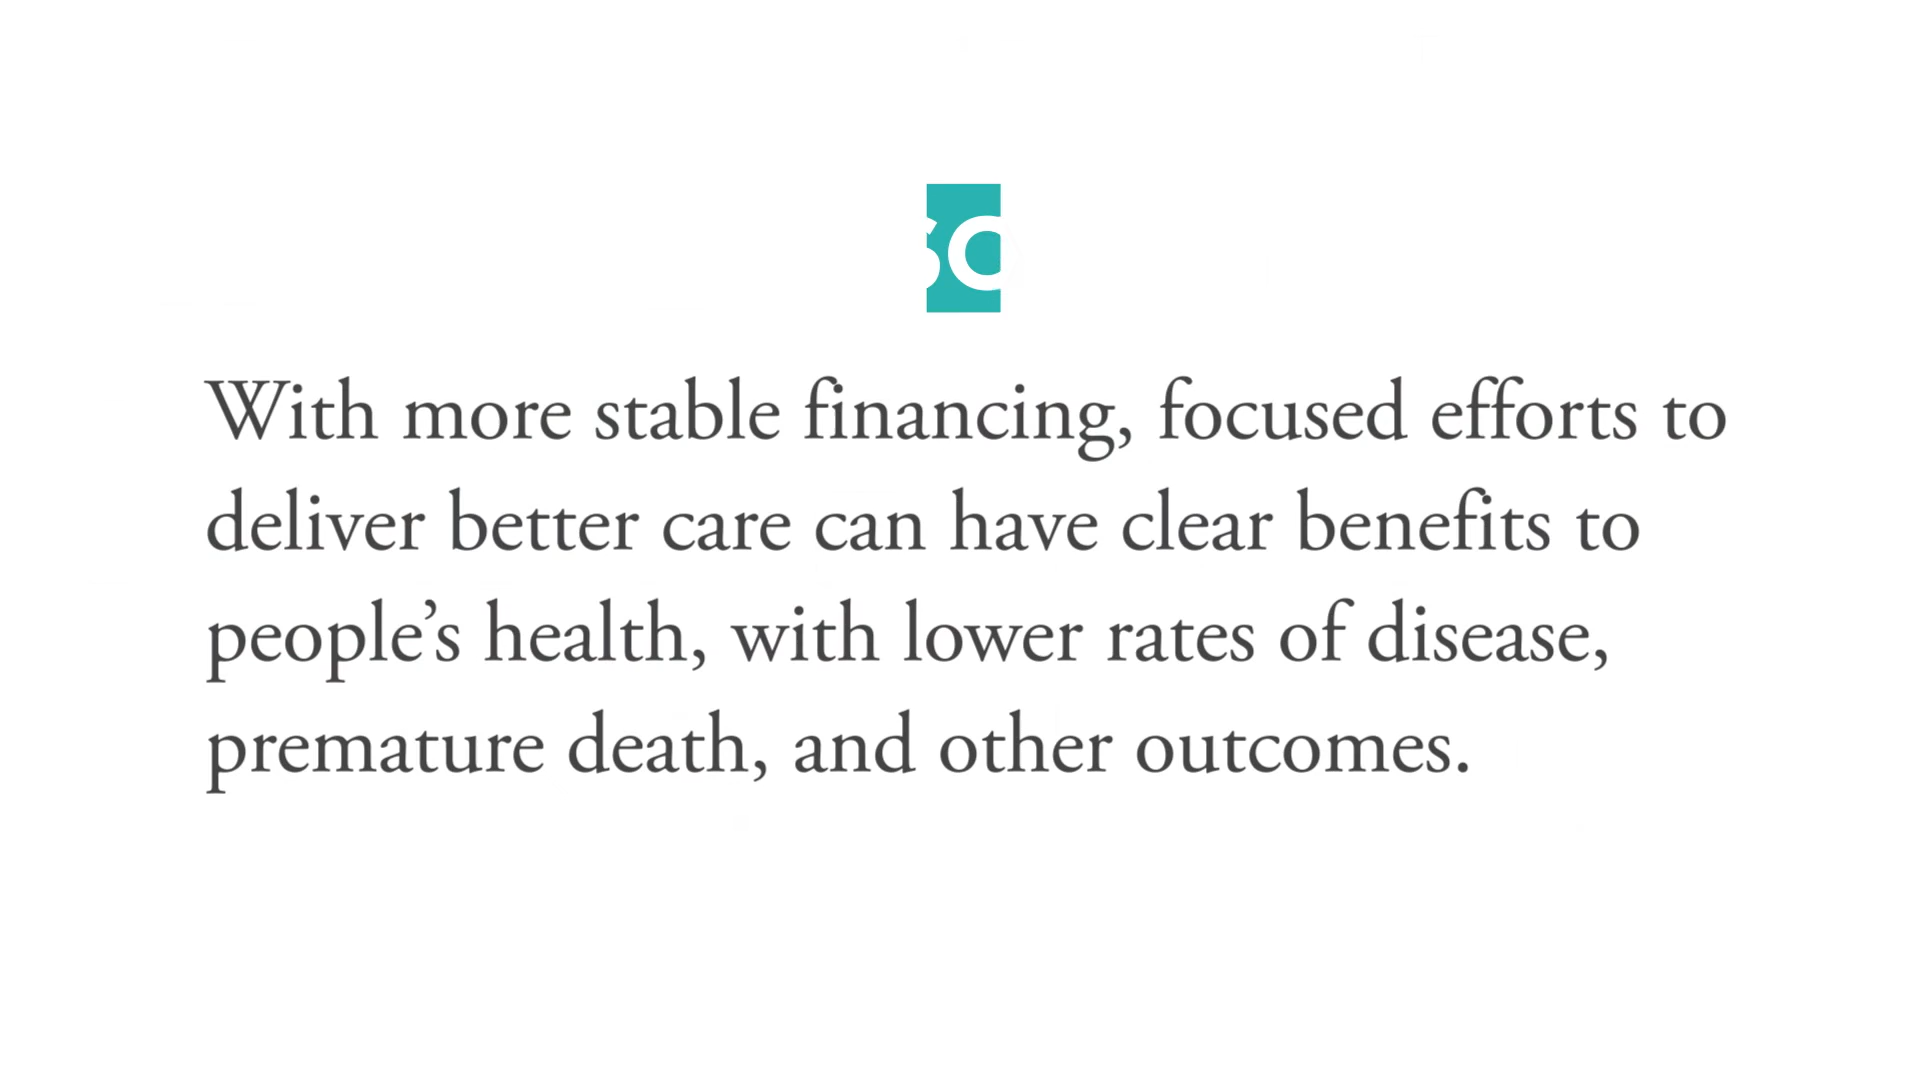 With more stable financing, focused efforts to
deliver better care can have clear benefits to
people’s health, with lower rates of disease,
premature death, and other outcomes.